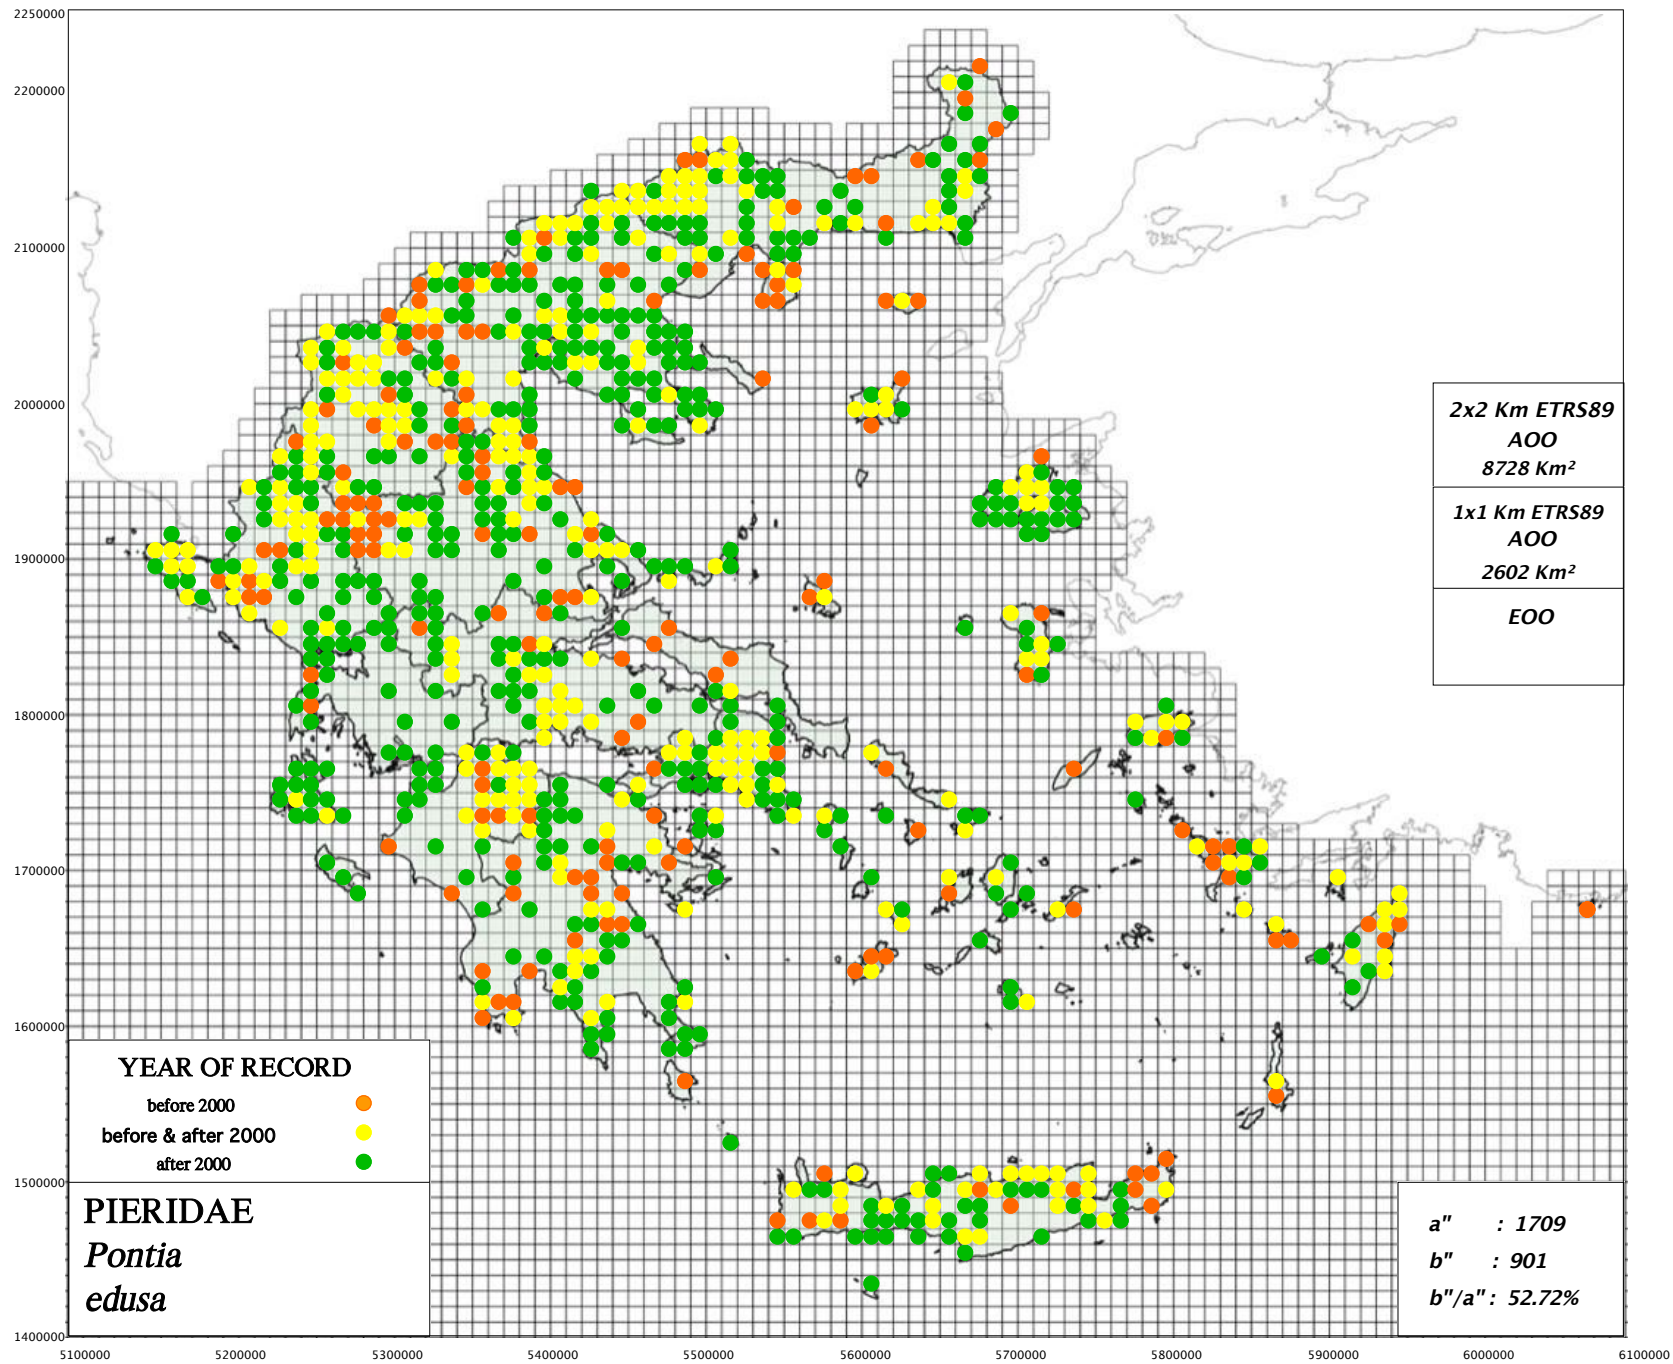 2250000
2200000
2100000
2000000
1900000
1800000
1700000
1600000
1500000
1400000
2x2 Km ETRS89
AOO
8728 Km²
1x1 Km ETRS89
AOO
2602 Km²
EOO
YEAR OF RECORD
before 2000
before & after 2000
after 2000
PIERIDAE
Pontia
edusa
a" : 1709
b" : 901
b"/a" : 52.72%
5100000 5200000 5300000 5400000 5500000 5600000 5700000 5800000 5900000 6000000 6100000